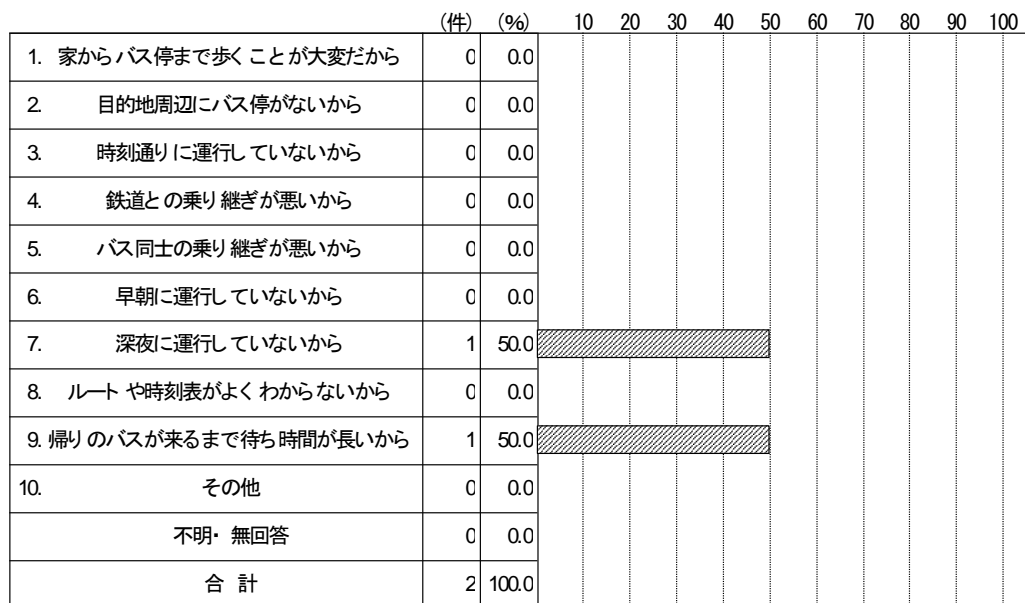 (件) (%) 10 20 30 40 50 60 70 80 90 100
1. 家からバス停まで歩くことが大変だから 0 0.0
2. 目的地周辺にバス停がないから 0 0.0
3. 時刻通りに運行していないから 0 0.0
4. 鉄道との乗り継ぎが悪いから 0 0.0
5. バス同士の乗り継ぎが悪いから 0 0.0
6. 早朝に運行していないから 0 0.0
7. 深夜に運行していないから 1 50.0
8. ルートや時刻表がよくわからないから 0 0.0
9. 帰りのバスが来るまで待ち時間が長いから 1 50.0
10. その他 0 0.0
不明・無回答 0 0.0
合 計 2 100.0